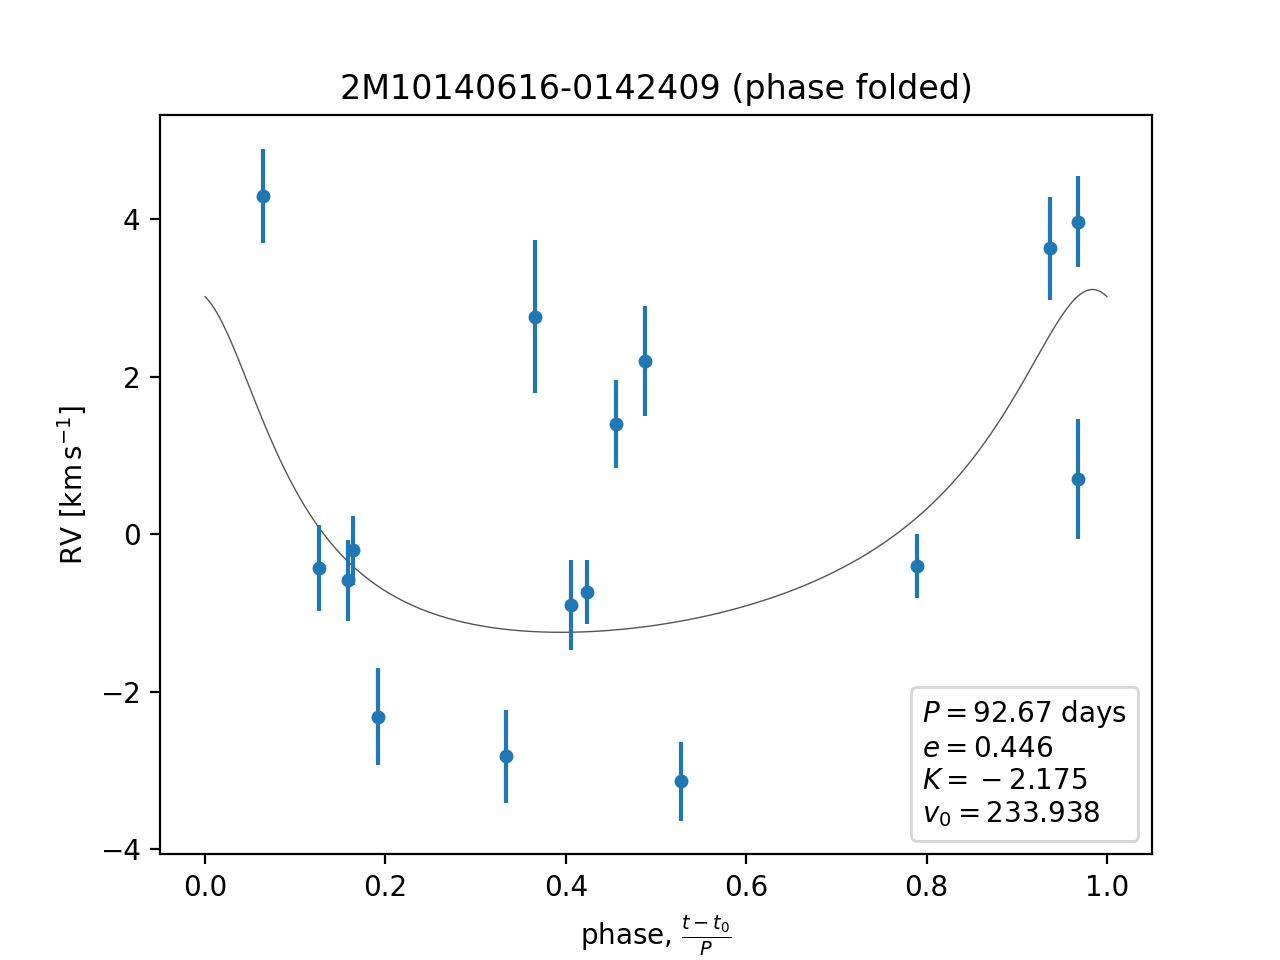 2M10140616-0142409 (phase folded)
RV [km s⁻¹]
4
2
0
−2
−4
P = 92.67 days
e = 0.446
K = −2.175
v₀ = 233.938
0.0 0.2 0.4 0.6 0.8 1.0
phase, (t − t₀)/P